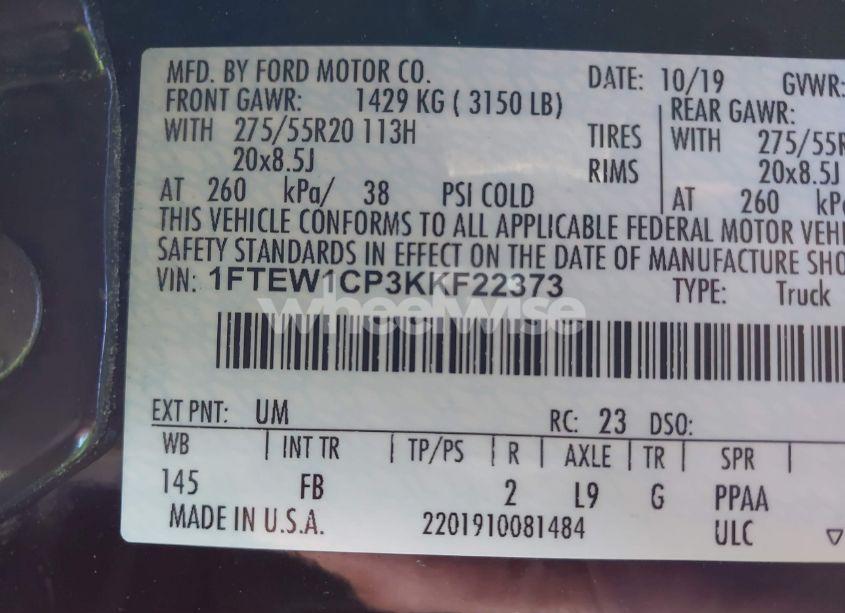 MFD. BY FORD MOTOR CO. DATE: 10/19 GVWR:
FRONT GAWR: 1429 KG ( 3150 LB) REAR GAWR:
WITH 275/55R20 113H TIRES WITH 275/55R
20x8.5J RIMS 20x8.5J
AT 260 kPa/ 38 PSI COLD AT 260 kP
THIS VEHICLE CONFORMS TO ALL APPLICABLE FEDERAL MOTOR VEHI
SAFETY STANDARDS IN EFFECT ON THE DATE OF MANUFACTURE SHO
VIN: 1FTEW1CP3KKF22373 TYPE: Truck
wheelwise
EXT PNT: UM RC: 23 DSO:
WB INT TR TP/PS R AXLE TR SPR
145 FB 2 L9 G PPAA
MADE IN U.S.A. 2201910081484 ULC